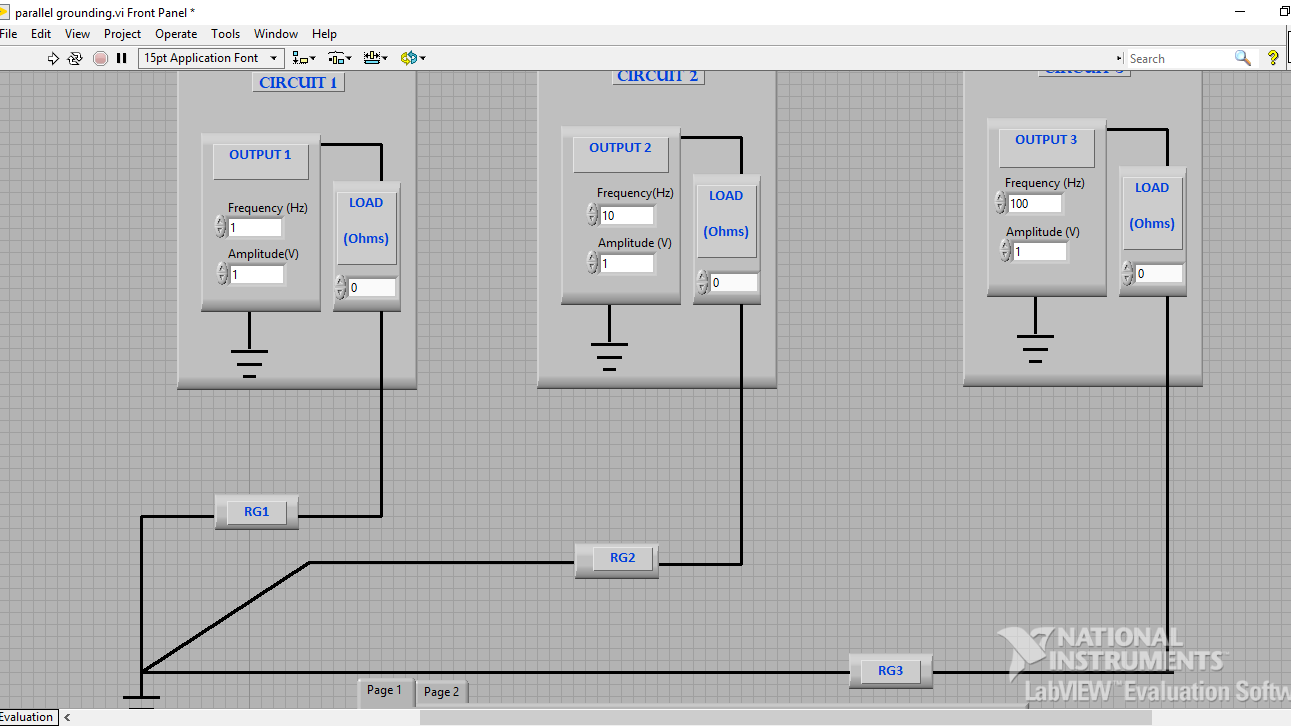 parallel grounding.vi Front Panel *
File Edit View Project Operate Tools Window Help
15pt Application Font
Search
CIRCUIT 1
CIRCUIT 2
OUTPUT 1
Frequency (Hz)
1
Amplitude(V)
1
LOAD
(Ohms)
0
OUTPUT 2
Frequency(Hz)
10
Amplitude (V)
1
LOAD
(Ohms)
0
OUTPUT 3
Frequency (Hz)
100
Amplitude (V)
1
LOAD
(Ohms)
0
RG1
RG2
RG3
Page 1
Page 2
NATIONAL
INSTRUMENTS™
LabVIEW™ Evaluation Softw
Evaluation